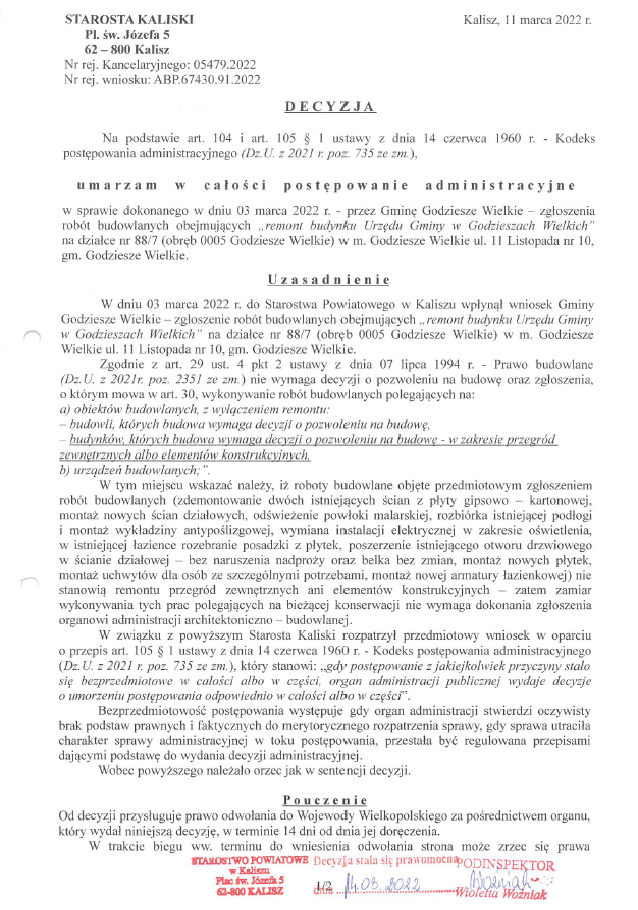 STAROSTA KALISKI Kalisz, 11 marca 2022 r.
Pl. św. Józefa 5
62 – 800 Kalisz
Nr rej. Kancelaryjnego: 05479.2022
Nr rej. wniosku: ABP.67430.91.2022
DECYZJA
Na podstawie art. 104 i art. 105 § 1 ustawy z dnia 14 czerwca 1960 r. - Kodeks
postępowania administracyjnego (Dz.U. z 2021 r. poz. 735 ze zm.),
umarzam w całości postępowanie administracyjne
w sprawie dokonanego w dniu 03 marca 2022 r. - przez Gminę Godziesze Wielkie – zgłoszenia
robót budowlanych obejmujących „remont budynku Urzędu Gminy w Godzieszach Wielkich"
na działce nr 88/7 (obręb 0005 Godziesze Wielkie) w m. Godziesze Wielkie ul. 11 Listopada nr 10,
gm. Godziesze Wielkie.
Uzasadnienie
W dniu 03 marca 2022 r. do Starostwa Powiatowego w Kaliszu wpłynął wniosek Gminy
Godziesze Wielkie – zgłoszenie robót budowlanych obejmujących „remont budynku Urzędu Gminy
w Godzieszach Wielkich" na działce nr 88/7 (obręb 0005 Godziesze Wielkie) w m. Godziesze
Wielkie ul. 11 Listopada nr 10, gm. Godziesze Wielkie.
Zgodnie z art. 29 ust. 4 pkt 2 ustawy z dnia 07 lipca 1994 r. - Prawo budowlane
(Dz.U. z 2021r. poz. 2351 ze zm.) nie wymaga decyzji o pozwoleniu na budowę oraz zgłoszenia,
o którym mowa w art. 30, wykonywanie robót budowlanych polegających na:
a) obiektów budowlanych, z wyłączeniem remontu:
– budowli, których budowa wymaga decyzji o pozwoleniu na budowę,
– budynków, których budowa wymaga decyzji o pozwoleniu na budowę - w zakresie przegród
zewnętrznych albo elementów konstrukcyjnych,
b) urządzeń budowlanych;".
W tym miejscu wskazać należy, iż roboty budowlane objęte przedmiotowym zgłoszeniem
robót budowlanych (zdemontowanie dwóch istniejących ścian z płyty gipsowo – kartonowej,
montaż nowych ścian działowych, odświeżenie powłoki malarskiej, rozbiórka istniejącej podłogi
i montaż wykładziny antypoślizgowej, wymiana instalacji elektrycznej w zakresie oświetlenia,
w istniejącej łazience rozebranie posadzki z płytek, poszerzenie istniejącego otworu drzwiowego
w ścianie działowej – bez naruszenia nadproży oraz belka bez zmian, montaż nowych płytek,
montaż uchwytów dla osób ze szczególnymi potrzebami, montaż nowej armatury łazienkowej) nie
stanowią remontu przegród zewnętrznych ani elementów konstrukcyjnych – zatem zamiar
wykonywania tych prac polegających na bieżącej konserwacji nie wymaga dokonania zgłoszenia
organowi administracji architektoniczno – budowlanej.
W związku z powyższym Starosta Kaliski rozpatrzył przedmiotowy wniosek w oparciu
o przepis art. 105 § 1 ustawy z dnia 14 czerwca 1960 r. - Kodeks postępowania administracyjnego
(Dz.U. z 2021 r. poz. 735 ze zm.), który stanowi: „gdy postępowanie z jakiejkolwiek przyczyny stało
się bezprzedmiotowe w całości albo w części, organ administracji publicznej wydaje decyzje
o umorzeniu postępowania odpowiednio w całości albo w części".
Bezprzedmiotowość postępowania występuje gdy organ administracji stwierdzi oczywisty
brak podstaw prawnych i faktycznych do merytorycznego rozpatrzenia sprawy, gdy sprawa utraciła
charakter sprawy administracyjnej w toku postępowania, przestała być regulowana przepisami
dającymi podstawę do wydania decyzji administracyjnej.
Wobec powyższego należało orzec jak w sentencji decyzji.
Pouczenie
Od decyzji przysługuje prawo odwołania do Wojewody Wielkopolskiego za pośrednictwem organu,
który wydał niniejszą decyzję, w terminie 14 dni od dnia jej doręczenia.
W trakcie biegu ww. terminu do wniesienia odwołania strona może zrzec się prawa
STAROSTWO POWIATOWE Decyzja stała się prawomocna PODINSPEKTOR
w Kaliszu
Plac św. Józefa 5
62-800 KALISZ 1/2 dnia 14.03.2022 Woźniak
Wioletta Woźniak